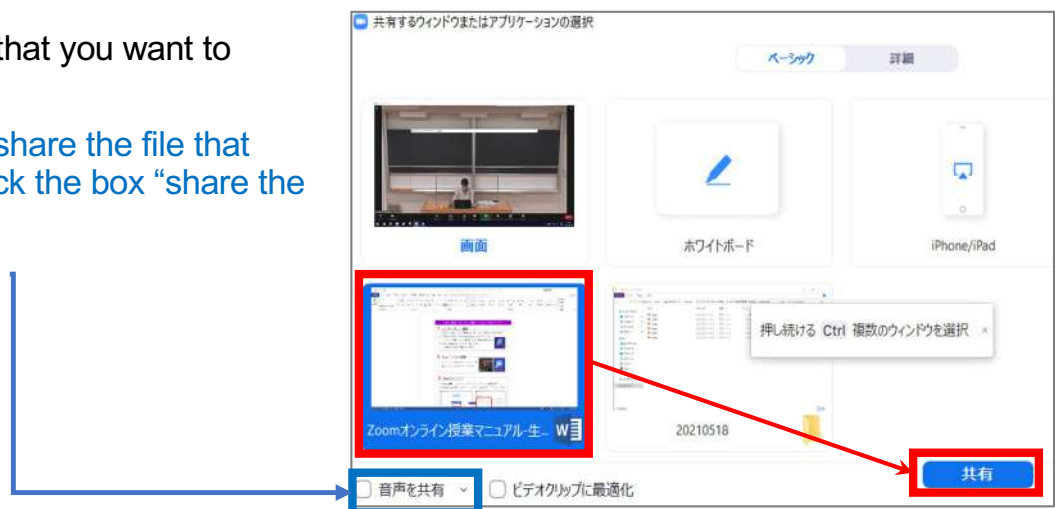 that you want to
share the file that
ck the box “share the
共有するウィンドウまたはアプリケーションの選択
ベーシック 詳細
画面
ホワイトボード
iPhone/iPad
押し続ける Ctrl 複数のウィンドウを選択 ×
Zoomオンライン授業マニュアル-生...
W
20210518
共有
音声を共有
ビデオクリップに最適化